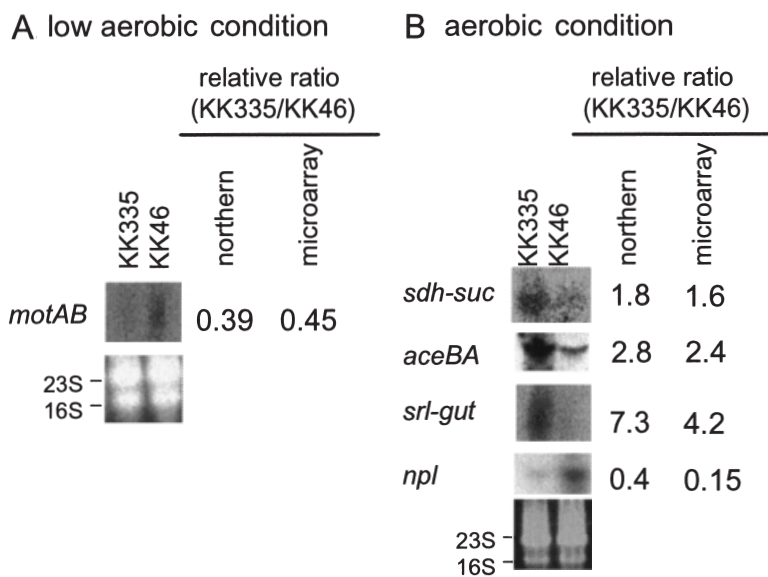 A low aerobic condition
relative ratio
(KK335/KK46)
KK335
KK46
northern
microarray
motAB
0.39 0.45
23S
16S
B aerobic condition
relative ratio
(KK335/KK46)
KK335
KK46
northern
microarray
sdh-suc 1.8 1.6
aceBA 2.8 2.4
srl-gut 7.3 4.2
npl 0.4 0.15
23S
16S